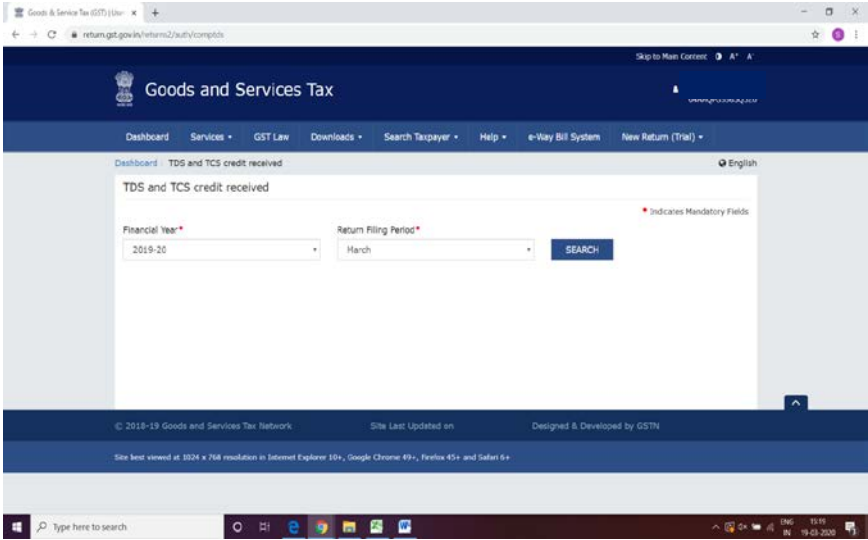 Goods & Service Tax (GST) | User
return.gst.gov.in/returns2/auth/comptds
S
Skip to Main Content A+ A-
Goods and Services Tax
Dashboard Services GST Law Downloads Search Taxpayer Help e-Way Bill System New Return (Trial)
Dashboard TDS and TCS credit received English
TDS and TCS credit received
* Indicates Mandatory Fields
Financial Year* Return Filing Period*
2019-20 March SEARCH
© 2018-19 Goods and Services Tax Network Site Last Updated on Designed & Developed by GSTN
Site best viewed at 1024 x 768 resolution in Internet Explorer 10+, Google Chrome 49+, Firefox 45+ and Safari 6+
Type here to search ENG 15:15
IN 19-03-2020